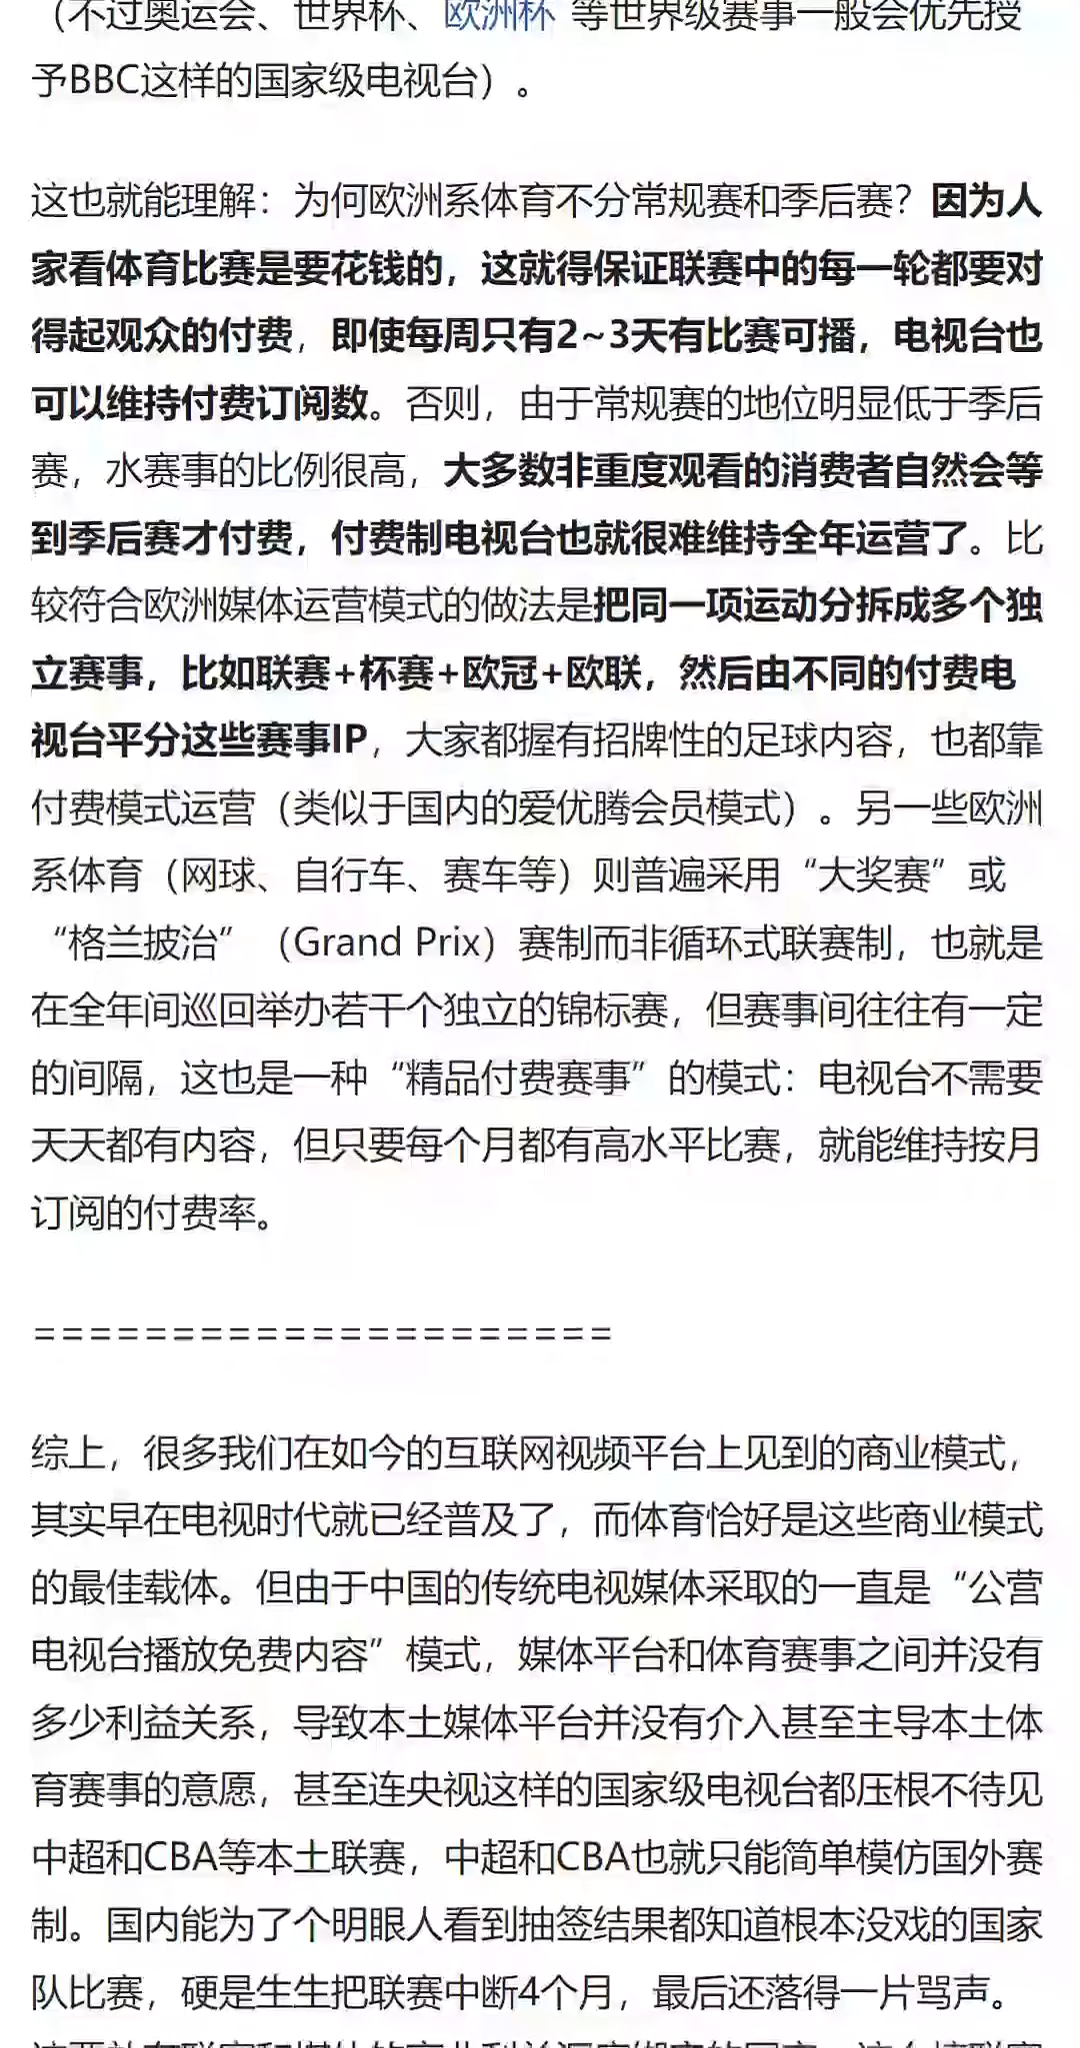 （不过奥运会、世界杯、欧洲杯 等世界级赛事一般会优先授
予BBC这样的国家级电视台）。
这也就能理解：为何欧洲系体育不分常规赛和季后赛？因为人
家看体育比赛是要花钱的，这就得保证联赛中的每一轮都要对
得起观众的付费，即使每周只有2~3天有比赛可播，电视台也
可以维持付费订阅数。否则，由于常规赛的地位明显低于季后
赛，水赛事的比例很高，大多数非重度观看的消费者自然会等
到季后赛才付费，付费制电视台也就很难维持全年运营了。比
较符合欧洲媒体运营模式的做法是把同一项运动分拆成多个独
立赛事，比如联赛+杯赛+欧冠+欧联，然后由不同的付费电
视台平分这些赛事IP，大家都握有招牌性的足球内容，也都靠
付费模式运营（类似于国内的爱优腾会员模式）。另一些欧洲
系体育（网球、自行车、赛车等）则普遍采用“大奖赛”或
“格兰披治”（Grand Prix）赛制而非循环式联赛制，也就是
在全年间巡回举办若干个独立的锦标赛，但赛事间往往有一定
的间隔，这也是一种“精品付费赛事”的模式：电视台不需要
天天都有内容，但只要每个月都有高水平比赛，就能维持按月
订阅的付费率。
=====================
综上，很多我们在如今的互联网视频平台上见到的商业模式，
其实早在电视时代就已经普及了，而体育恰好是这些商业模式
的最佳载体。但由于中国的传统电视媒体采取的一直是“公营
电视台播放免费内容”模式，媒体平台和体育赛事之间并没有
多少利益关系，导致本土媒体平台并没有介入甚至主导本土体
育赛事的意愿，甚至连央视这样的国家级电视台都压根不待见
中超和CBA等本土联赛，中超和CBA也就只能简单模仿国外赛
制。国内能为了个明眼人看到抽签结果都知道根本没戏的国家
队比赛，硬是生生把联赛中断4个月，最后还落得一片骂声。